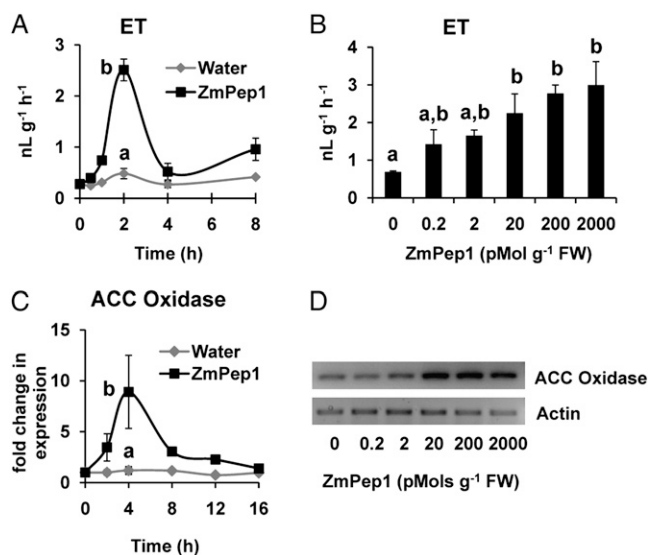 A
ET
nL g⁻¹ h⁻¹
3
2
1
0
b
a
Water
ZmPep1
0 2 4 6 8
Time (h)
B
ET
nL g⁻¹ h⁻¹
4
3
2
1
0
a
a,b
a,b
b
b
b
0 0.2 2 20 200 2000
ZmPep1 (pMol g⁻¹ FW)
C
ACC Oxidase
fold change in
expression
15
10
5
0
b
a
Water
ZmPep1
0 4 8 12 16
Time (h)
D
ACC Oxidase
Actin
0 0.2 2 20 200 2000
ZmPep1 (pMols g⁻¹ FW)